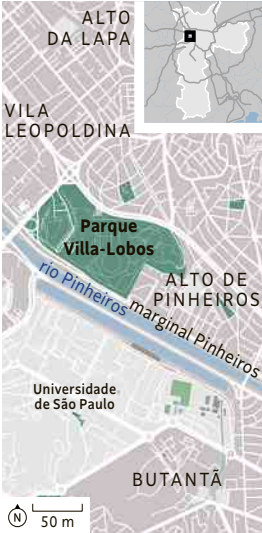 ALTO
DA LAPA
VILA
LEOPOLDINA
Parque
Villa-Lobos
rio Pinheiros
ALTO DE
PINHEIROS
marginal Pinheiros
Universidade
de São Paulo
BUTANTÃ
N
50 m